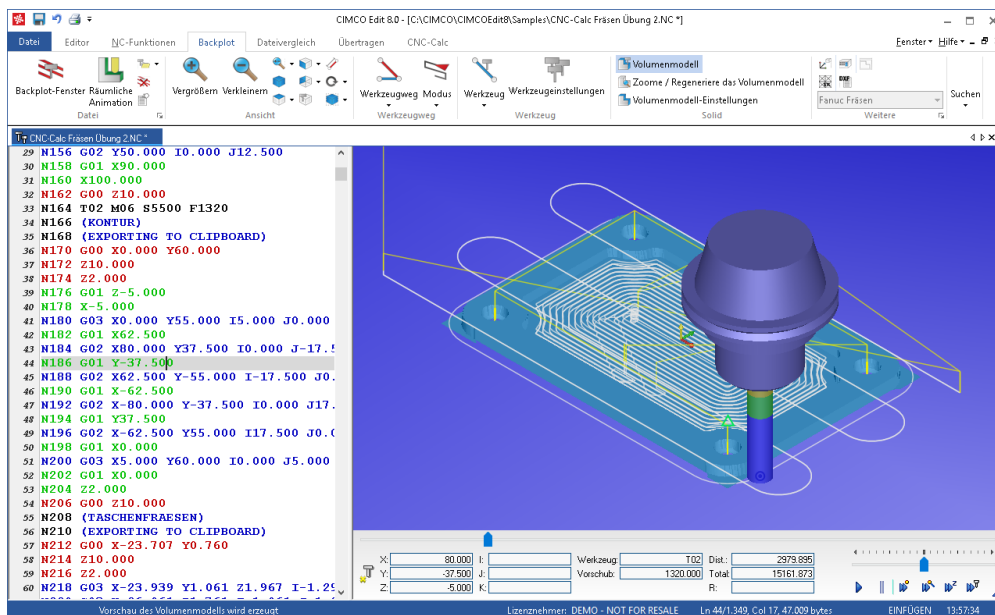 CIMCO Edit 8.0 - [C:\CIMCO\CIMCOEdit8\Samples\CNC-Calc Fräsen Übung 2.NC *]
Datei Editor NC-Funktionen Backplot Dateivergleich Übertragen CNC-Calc Fenster Hilfe
Backplot-Fenster Räumliche Animation
Vergrößern Verkleinern
Werkzeugweg Modus
Werkzeug Werkzeugeinstellungen
Volumenmodell
Zoome / Regeneriere das Volumenmodell
Volumenmodell-Einstellungen
DXF
Fanuc Fräsen
Suchen
Datei Ansicht Werkzeugweg Werkzeug Solid Weitere
CNC-Calc Fräsen Übung 2.NC *
29 N156 G02 Y50.000 I0.000 J12.500
30 N158 G01 X90.000
31 N160 X100.000
32 N162 G00 Z10.000
33 N164 T02 M06 S5500 F1320
34 N166 (KONTUR)
35 N168 (EXPORTING TO CLIPBOARD)
36 N170 G00 X0.000 Y60.000
37 N172 Z10.000
38 N174 Z2.000
39 N176 G01 Z-5.000
40 N178 X-5.000
41 N180 G03 X0.000 Y55.000 I5.000 J0.000
42 N182 G01 X62.500
43 N184 G02 X80.000 Y37.500 I0.000 J-17.5
44 N186 G01 Y-37.500
45 N188 G02 X62.500 Y-55.000 I-17.500 J0.
46 N190 G01 X-62.500
47 N192 G02 X-80.000 Y-37.500 I0.000 J17.
48 N194 G01 Y37.500
49 N196 G02 X-62.500 Y55.000 I17.500 J0.0
50 N198 G01 X0.000
51 N200 G03 X5.000 Y60.000 I0.000 J5.000
52 N202 G01 X0.000
53 N204 Z2.000
54 N206 G00 Z10.000
55 N208 (TASCHENFRAESEN)
56 N210 (EXPORTING TO CLIPBOARD)
57 N212 G00 X-23.707 Y0.760
58 N214 Z10.000
59 N216 Z2.000
60 N218 G03 X-23.939 Y1.061 Z1.967 I-1.29
X: 80.000 I: Werkzeug: T02 Dist.: 2979.895
Y: -37.500 J: Vorschub: 1320.000 Total: 15161.873
Z: -5.000 K: R:
Vorschau des Volumenmodells wird erzeugt Lizenznehmer: DEMO - NOT FOR RESALE Ln 44/1.349, Col 17, 47.009 bytes EINFÜGEN 13:57:34